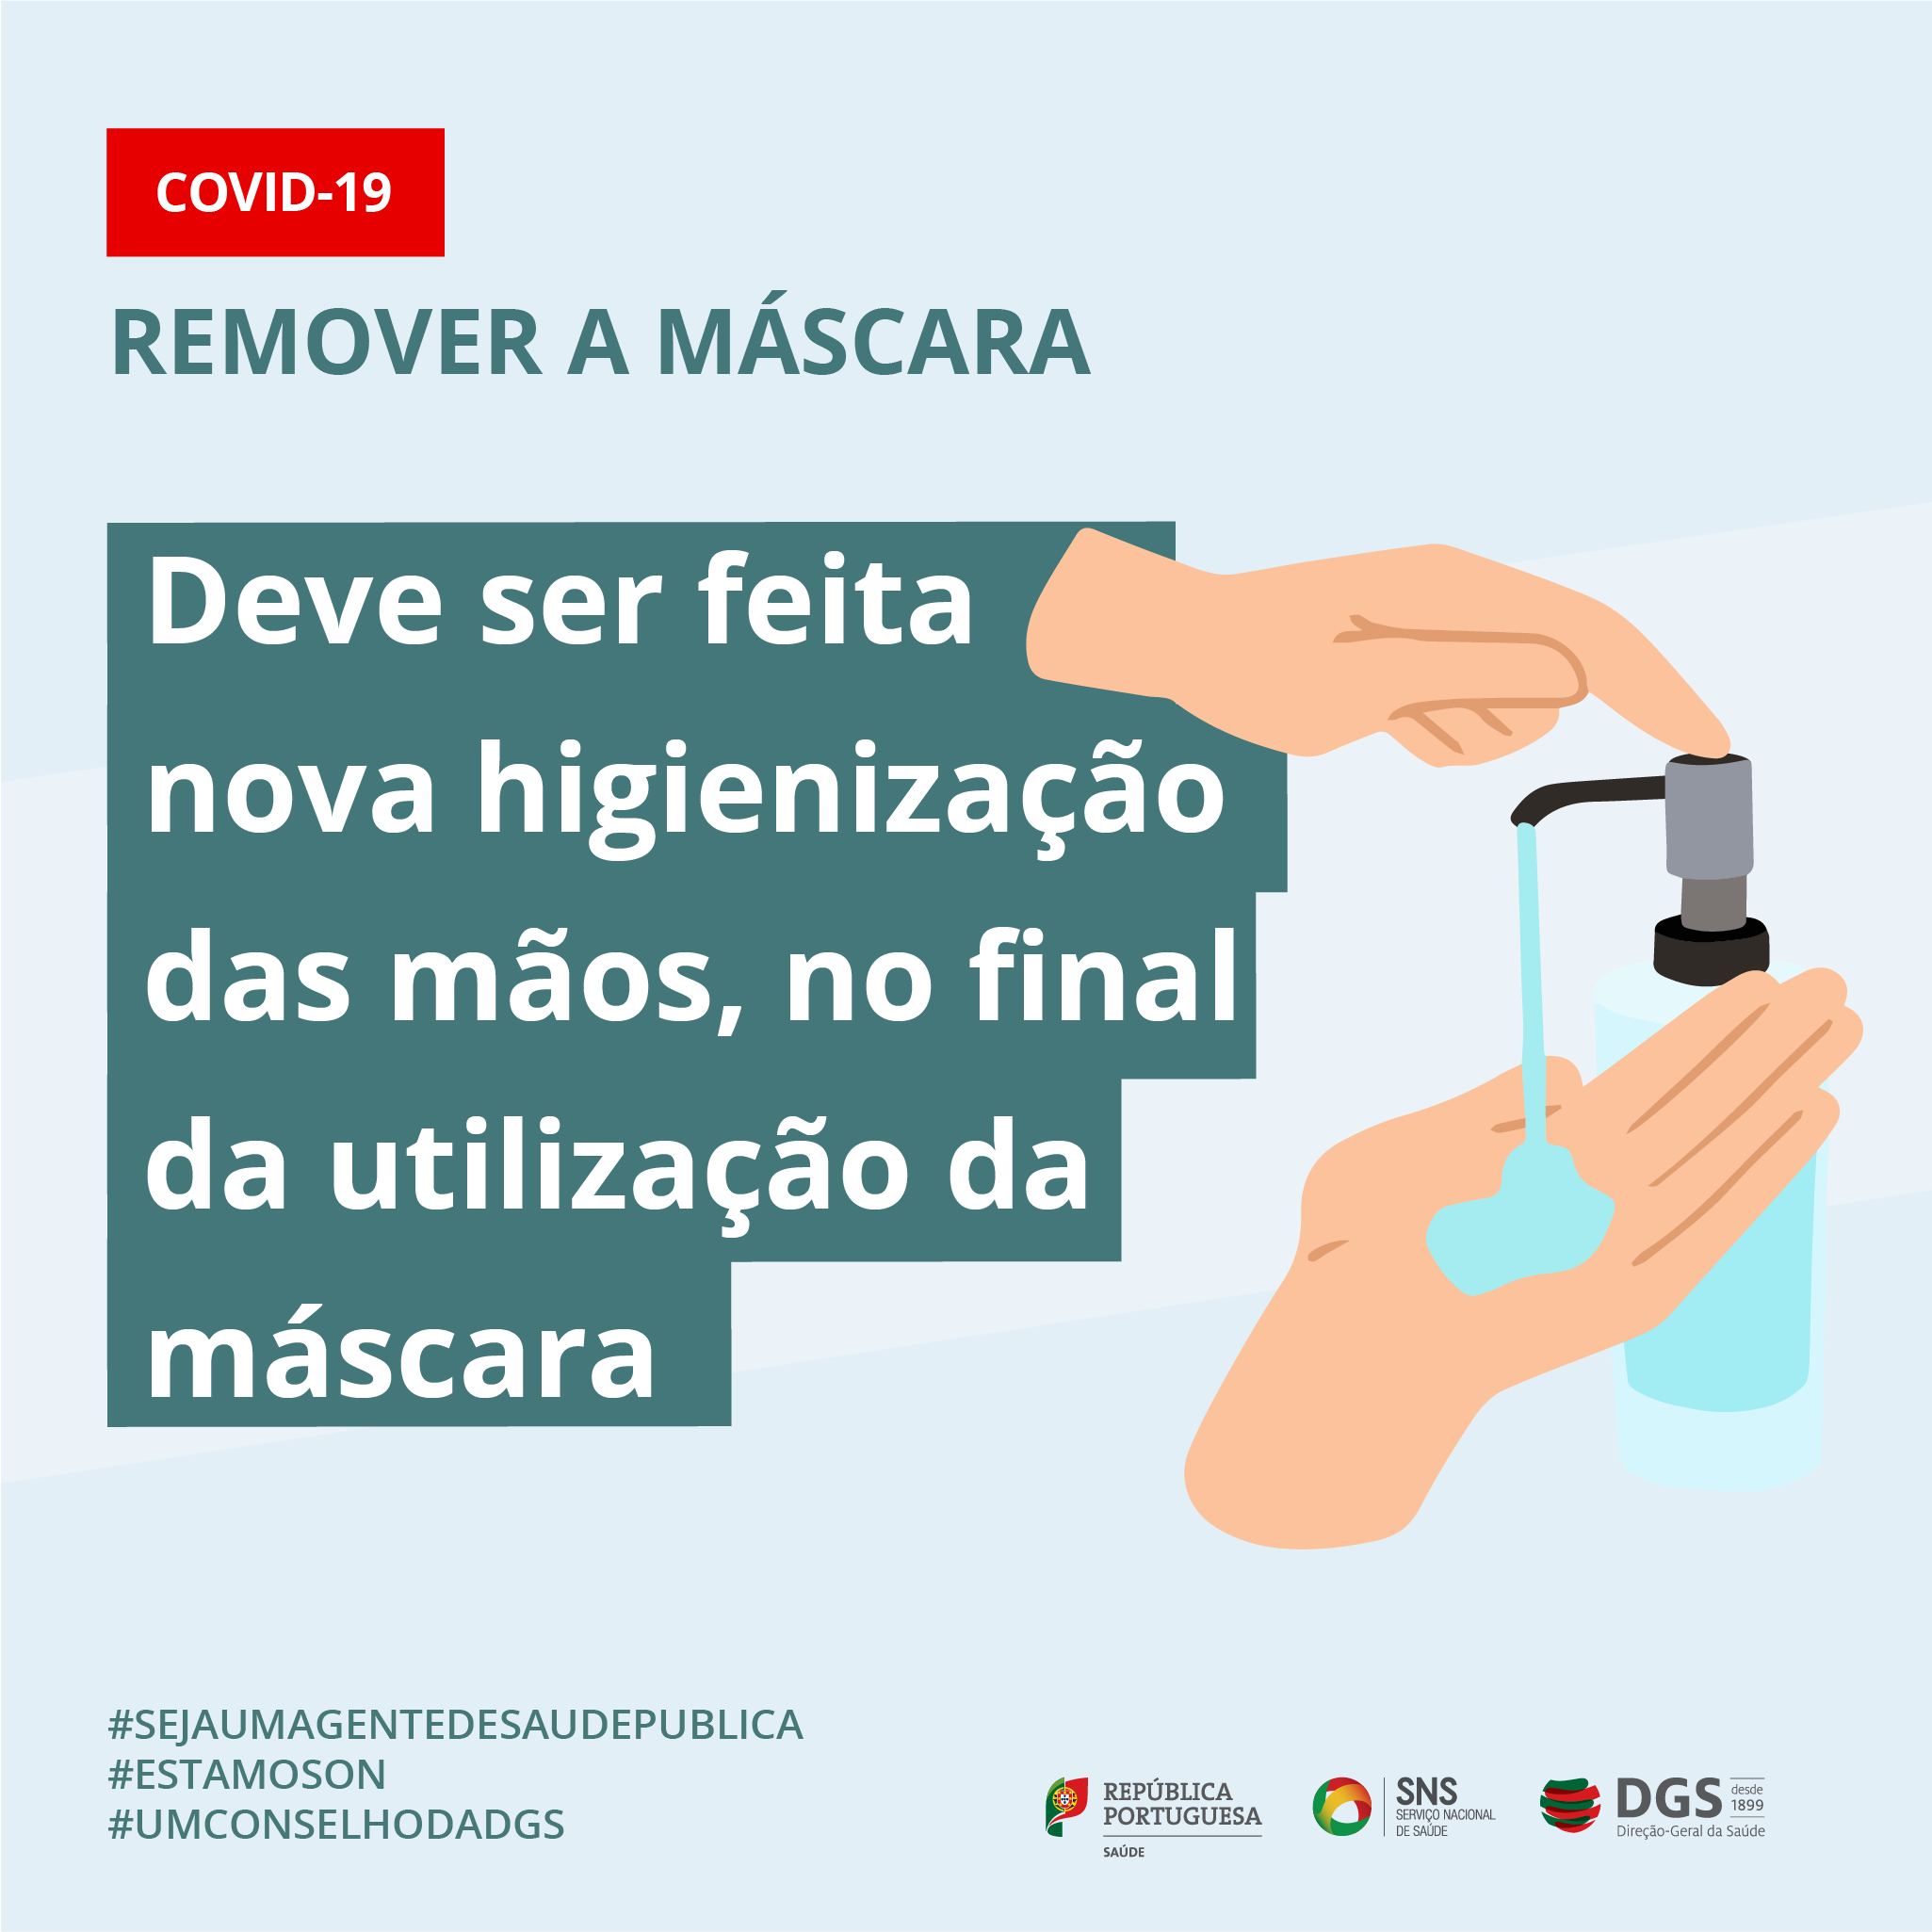 COVID-19
REMOVER A MÁSCARA
Deve ser feita
nova higienização
das mãos, no final
da utilização da
máscara
#SEJAUMAGENTEDESAUDEPUBLICA
#ESTAMOSON
#UMCONSELHODADGS
REPÚBLICA
PORTUGUESA
SAÚDE
SNS
SERVIÇO NACIONAL
DE SAÚDE
DGS desde
1899
Direção-Geral da Saúde